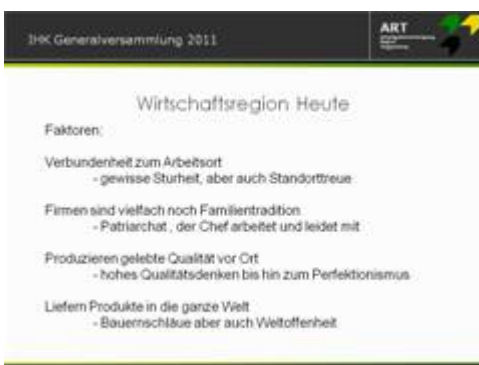 IHK Generalversammlung 2011
ART
Wirtschaftsregion Heute
Faktoren:
Verbundenheit zum Arbeitsort
- gewisse Sturheit, aber auch Standorttreue
Firmen sind vielfach noch Familientradition
- Patriarchat , der Chef arbeitet und leidet mit
Produzieren gelebte Qualität vor Ort
- hohes Qualitätsdenken bis hin zum Perfektionismus
Liefern Produkte in die ganze Welt
- Bauernschläue aber auch Weltoffenheit